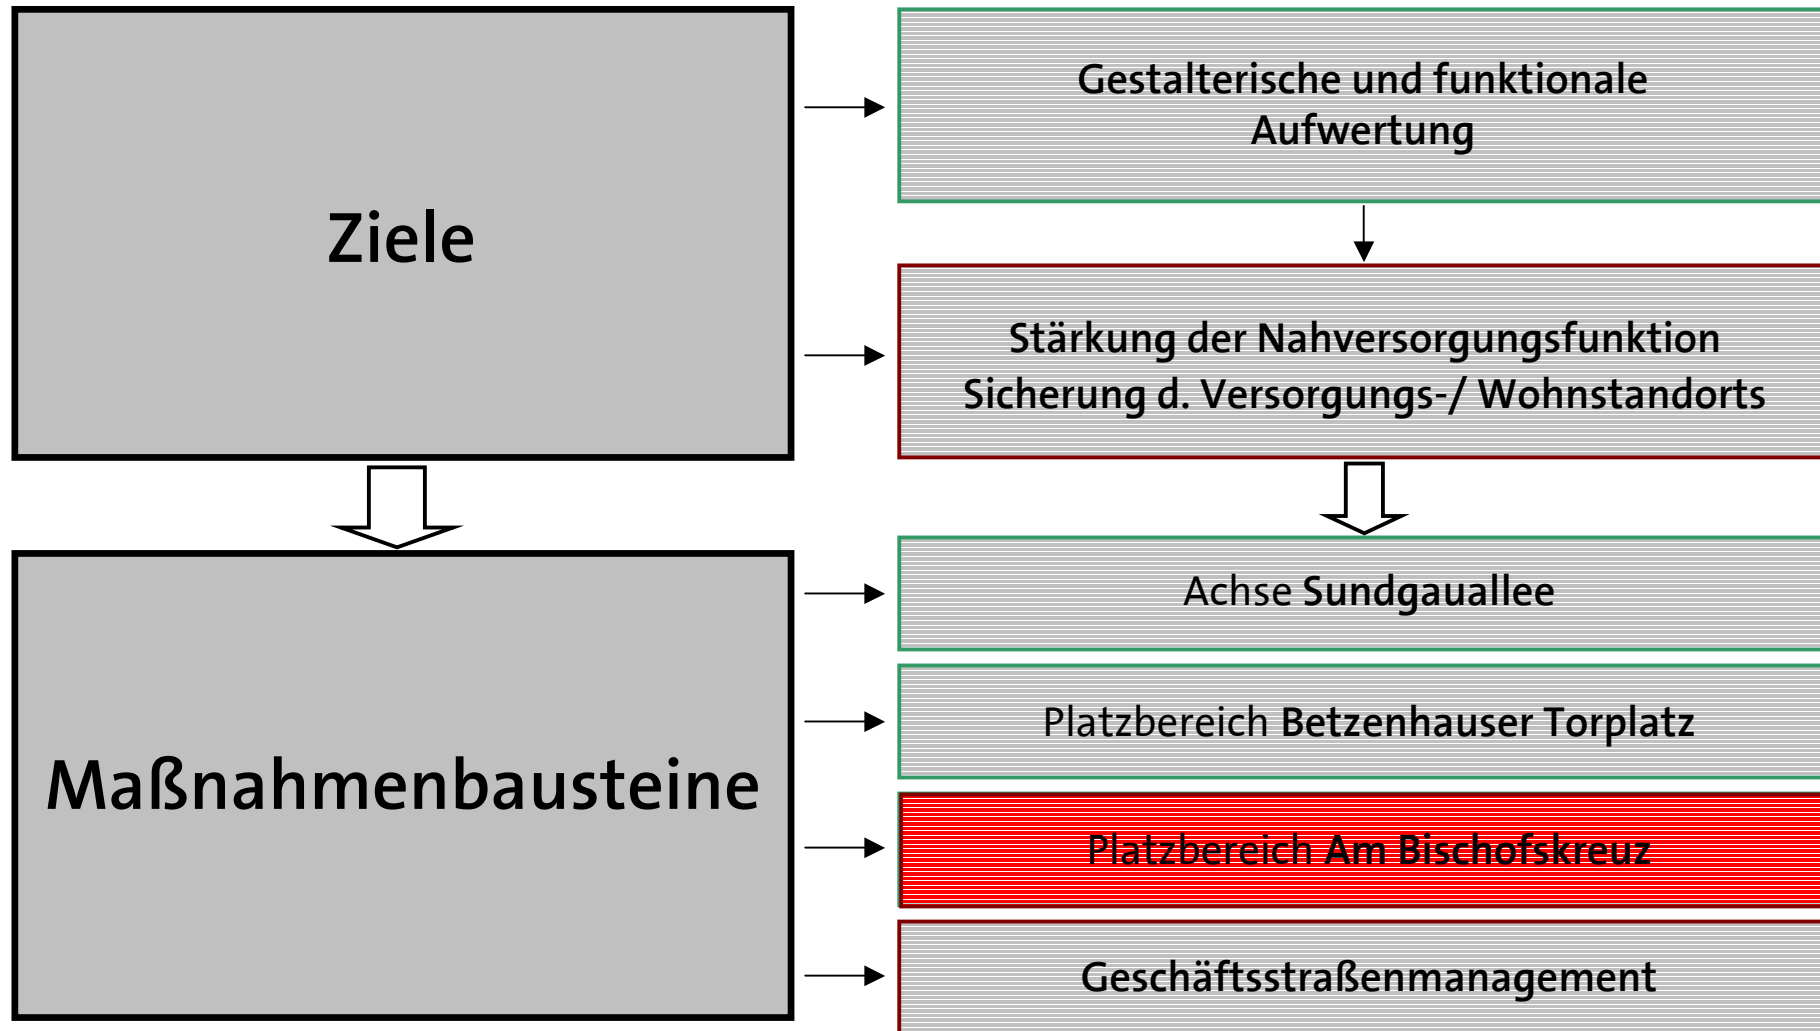 Ziele
Gestalterische und funktionale
Aufwertung
Stärkung der Nahversorgungsfunktion
Sicherung d. Versorgungs-/ Wohnstandorts
Maßnahmenbausteine
Achse Sundgauallee
Platzbereich Betzenhauser Torplatz
Platzbereich Am Bischofskreuz
Geschäftsstraßenmanagement